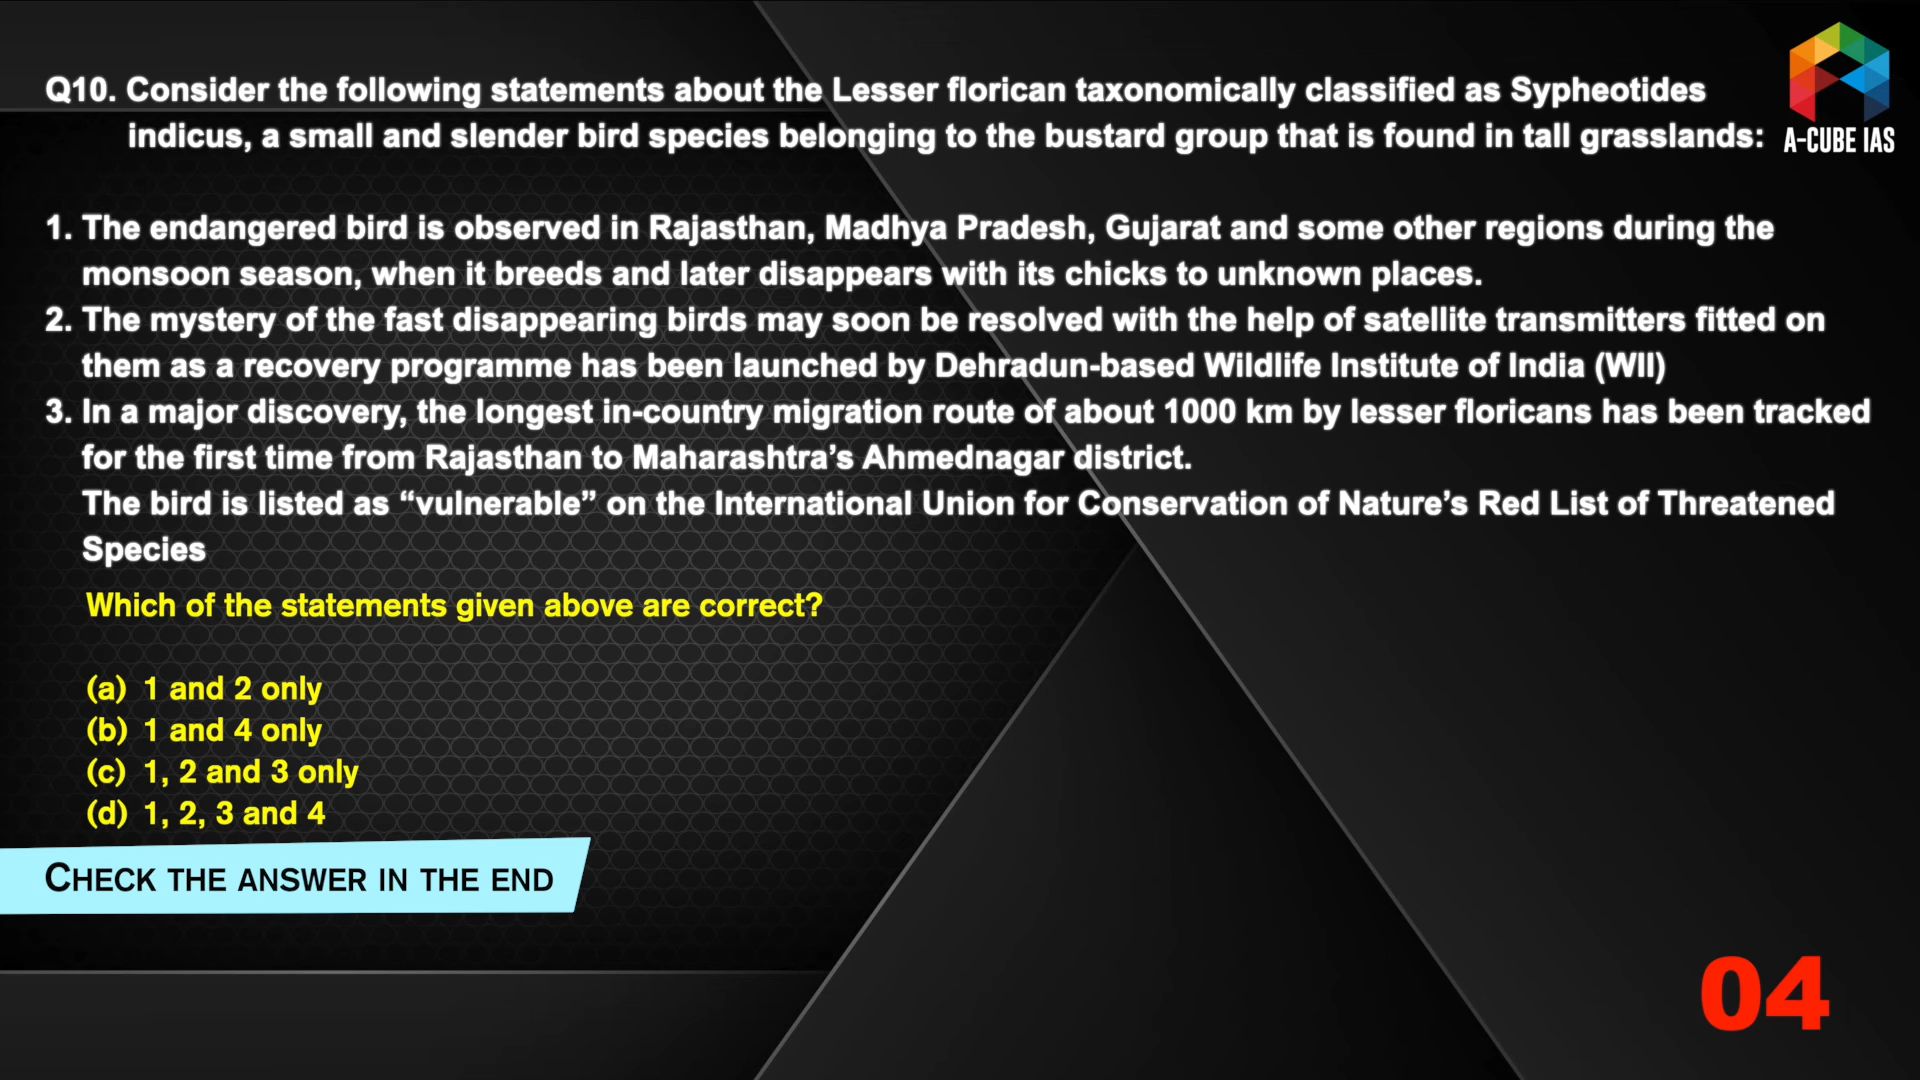 A-CUBE IAS
Q10. Consider the following statements about the Lesser florican taxonomically classified as Sypheotides
indicus, a small and slender bird species belonging to the bustard group that is found in tall grasslands:
1. The endangered bird is observed in Rajasthan, Madhya Pradesh, Gujarat and some other regions during the
monsoon season, when it breeds and later disappears with its chicks to unknown places.
2. The mystery of the fast disappearing birds may soon be resolved with the help of satellite transmitters fitted on
them as a recovery programme has been launched by Dehradun-based Wildlife Institute of India (WII)
3. In a major discovery, the longest in-country migration route of about 1000 km by lesser floricans has been tracked
for the first time from Rajasthan to Maharashtra’s Ahmednagar district.
The bird is listed as “vulnerable” on the International Union for Conservation of Nature’s Red List of Threatened
Species
Which of the statements given above are correct?
(a) 1 and 2 only
(b) 1 and 4 only
(c) 1, 2 and 3 only
(d) 1, 2, 3 and 4
CHECK THE ANSWER IN THE END
04